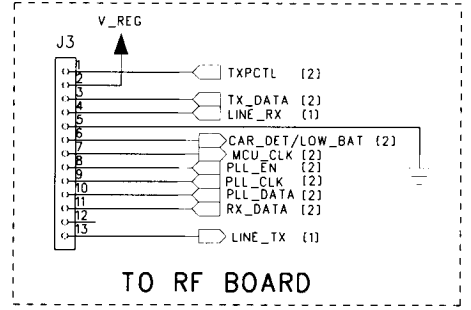 V_REG
J3
1 TXPCTL [2]
2
3 TX_DATA [2]
4 LINE_RX [1]
5
6 CAR_DET/LOW_BAT [2]
7 MCU_CLK [2]
8 PLL_EN [2]
9 PLL_CLK [2]
10 PLL_DATA [2]
11 RX_DATA [2]
12
13 LINE_TX [1]
TO RF BOARD